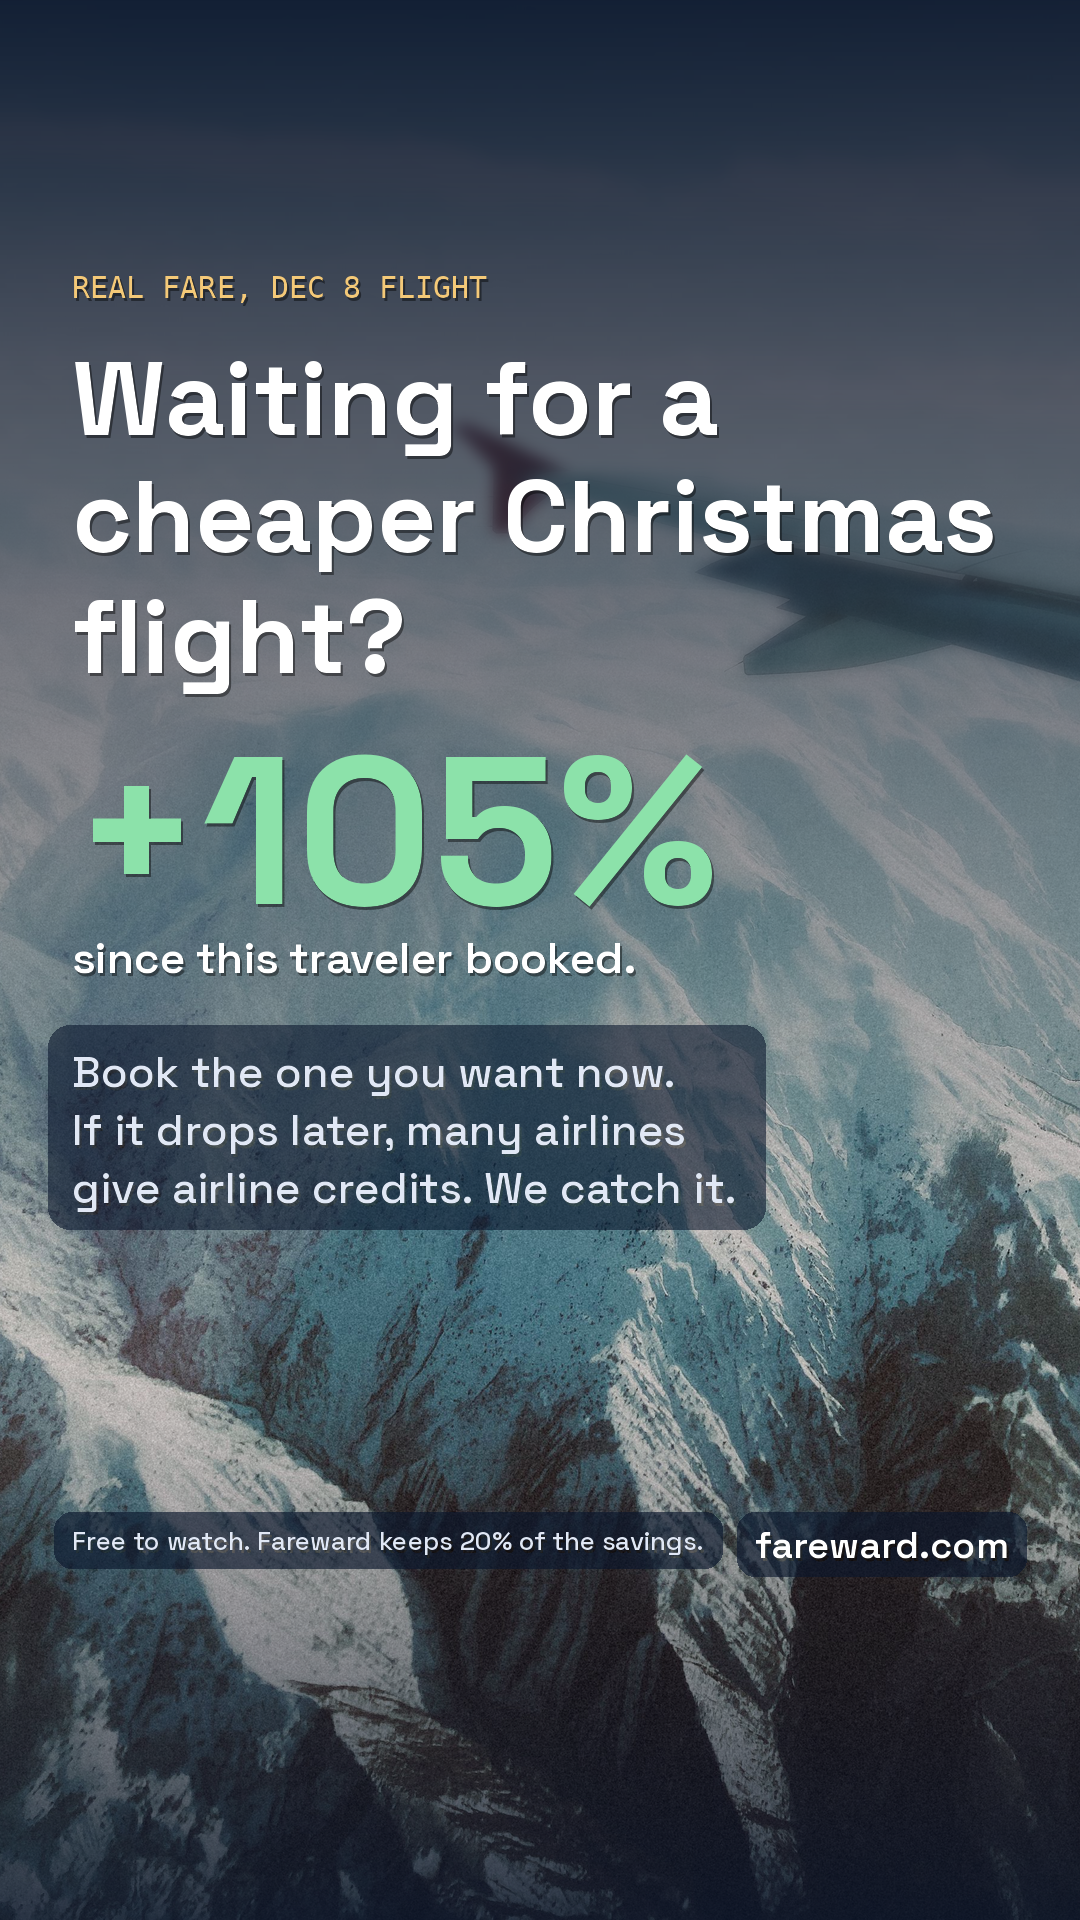 REAL FARE, DEC 8 FLIGHT
Waiting for a
cheaper Christmas
flight?
+105%
since this traveler booked.
Book the one you want now.
If it drops later, many airlines
give airline credits. We catch it.
Free to watch. Fareward keeps 20% of the savings.
fareward.com